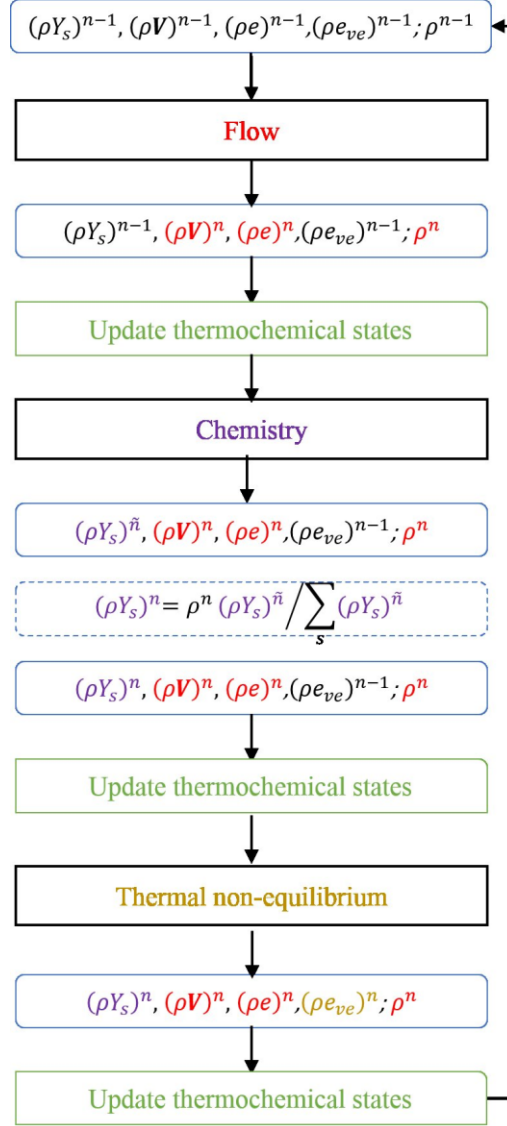 (ρY_s)^{n-1}, (ρV)^{n-1}, (ρe)^{n-1},(ρe_{ve})^{n-1}; ρ^{n-1}
Flow
(ρY_s)^{n-1}, (ρV)^n, (ρe)^n,(ρe_{ve})^{n-1}; ρ^n
Update thermochemical states
Chemistry
(ρY_s)^ñ, (ρV)^n, (ρe)^n,(ρe_{ve})^{n-1}; ρ^n
(ρY_s)^n= ρ^n (ρY_s)^ñ / ∑_s (ρY_s)^ñ
(ρY_s)^n, (ρV)^n, (ρe)^n,(ρe_{ve})^{n-1}; ρ^n
Update thermochemical states
Thermal non-equilibrium
(ρY_s)^n, (ρV)^n, (ρe)^n,(ρe_{ve})^n; ρ^n
Update thermochemical states